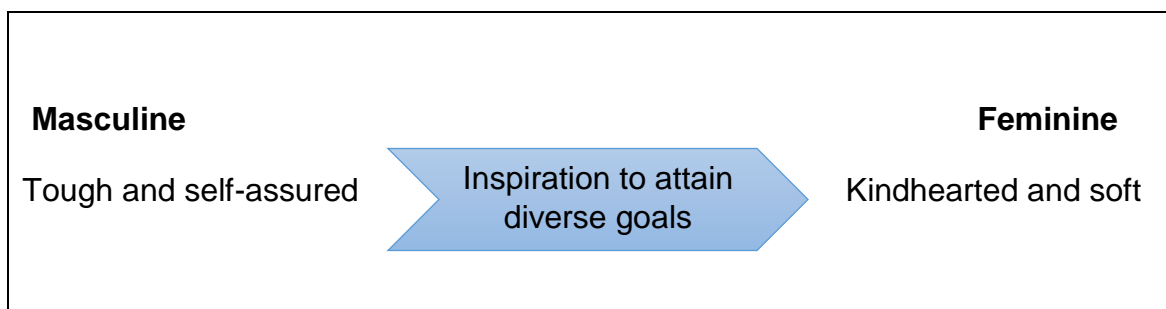 Masculine
Feminine
Tough and self-assured
Inspiration to attain
diverse goals
Kindhearted and soft